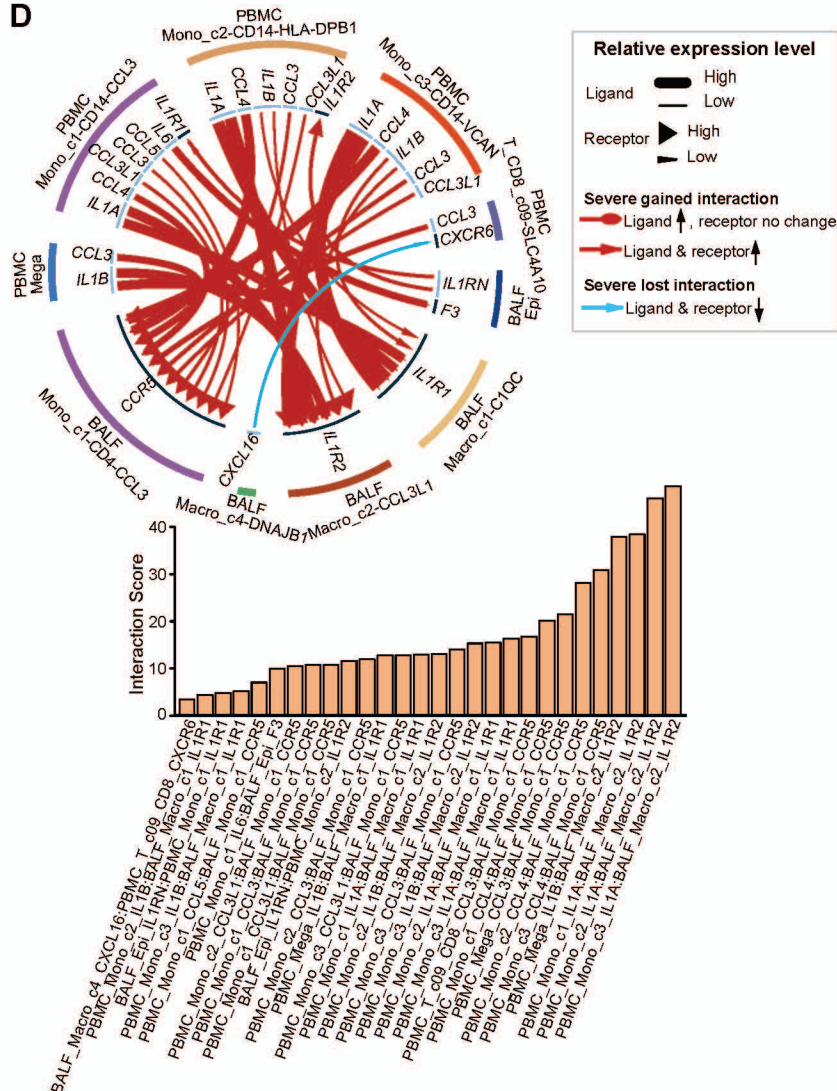 D
PBMC
Mono_c2-CD14-HLA-DPB1
PBMC
Mono_c1-CD14-CCL3
PBMC
Mono_c3-CD14-VCAN
PBMC
T_CD8_c09-SLC4A10
BALF
Epi
BALF
Macro_c1-C1QC
BALF
Macro_c2-CCL3L1
BALF
Macro_c4-DNAJB1
BALF
Mono_c1-CD4-CCL3
PBMC
Mega
IL1A
CCL4
IL1B
CCL3
CCL3L1
IL1R2
IL1A
CCL4
IL1B
CCL3
CCL3L1
CCL3
CXCR6
IL1RN
F3
IL1R1
IL1R2
CXCL16
CCR5
IL1B
CCL3
IL1A
CCL4
CCL3L1
CCL3
CCL5
IL6
IL1R1
Relative expression level
Ligand
High
Low
Receptor
High
Low
Severe gained interaction
Ligand ↑, receptor no change
Ligand & receptor↑
Severe lost interaction
Ligand & receptor↓
Interaction Score
40
30
20
10
0
BALF_Macro_c4_CXCL16:PBMC_T_c09_CD8_CXCR6
PBMC_Mono_c2_IL1B:BALF_Macro_c1_IL1R1
BALF_Epi_IL1RN:PBMC_Mono_c1_IL1R1
PBMC_Mono_c3_IL1B:BALF_Macro_c1_IL1R1
PBMC_Mono_c1_CCL5:BALF_Mono_c1_CCR5
PBMC_Mono_c1_IL6:BALF_Epi_F3
PBMC_Mono_c2_CCL3L1:BALF_Mono_c1_CCR5
PBMC_Mono_c1_CCL3:BALF_Mono_c1_CCR5
PBMC_Mono_c1_CCL3L1:BALF_Mono_c1_CCR5
BALF_Epi_IL1RN:PBMC_Mono_c2_IL1R2
PBMC_Mono_c2_CCL3:BALF_Mono_c1_CCR5
PBMC_Mega_IL1B:BALF_Macro_c1_IL1R1
PBMC_Mono_c3_CCL3L1:BALF_Mono_c1_CCR5
PBMC_Mono_c1_IL1A:BALF_Macro_c1_IL1R1
PBMC_Mono_c2_IL1B:BALF_Macro_c2_IL1R2
PBMC_Mono_c3_CCL3:BALF_Mono_c1_CCR5
PBMC_Mono_c3_IL1B:BALF_Macro_c2_IL1R2
PBMC_Mono_c2_IL1A:BALF_Macro_c1_IL1R1
PBMC_Mono_c3_IL1A:BALF_Macro_c1_IL1R1
PBMC_T_c09_CD8_CCL3:BALF_Mono_c1_CCR5
PBMC_Mono_c1_CCL4:BALF_Mono_c1_CCR5
PBMC_Mega_CCL3:BALF_Mono_c1_CCR5
PBMC_Mono_c2_CCL4:BALF_Mono_c1_CCR5
PBMC_Mono_c3_CCL4:BALF_Mono_c1_CCR5
PBMC_Mega_IL1B:BALF_Macro_c2_IL1R2
PBMC_Mono_c1_IL1A:BALF_Macro_c2_IL1R2
PBMC_Mono_c2_IL1A:BALF_Macro_c2_IL1R2
PBMC_Mono_c3_IL1A:BALF_Macro_c2_IL1R2